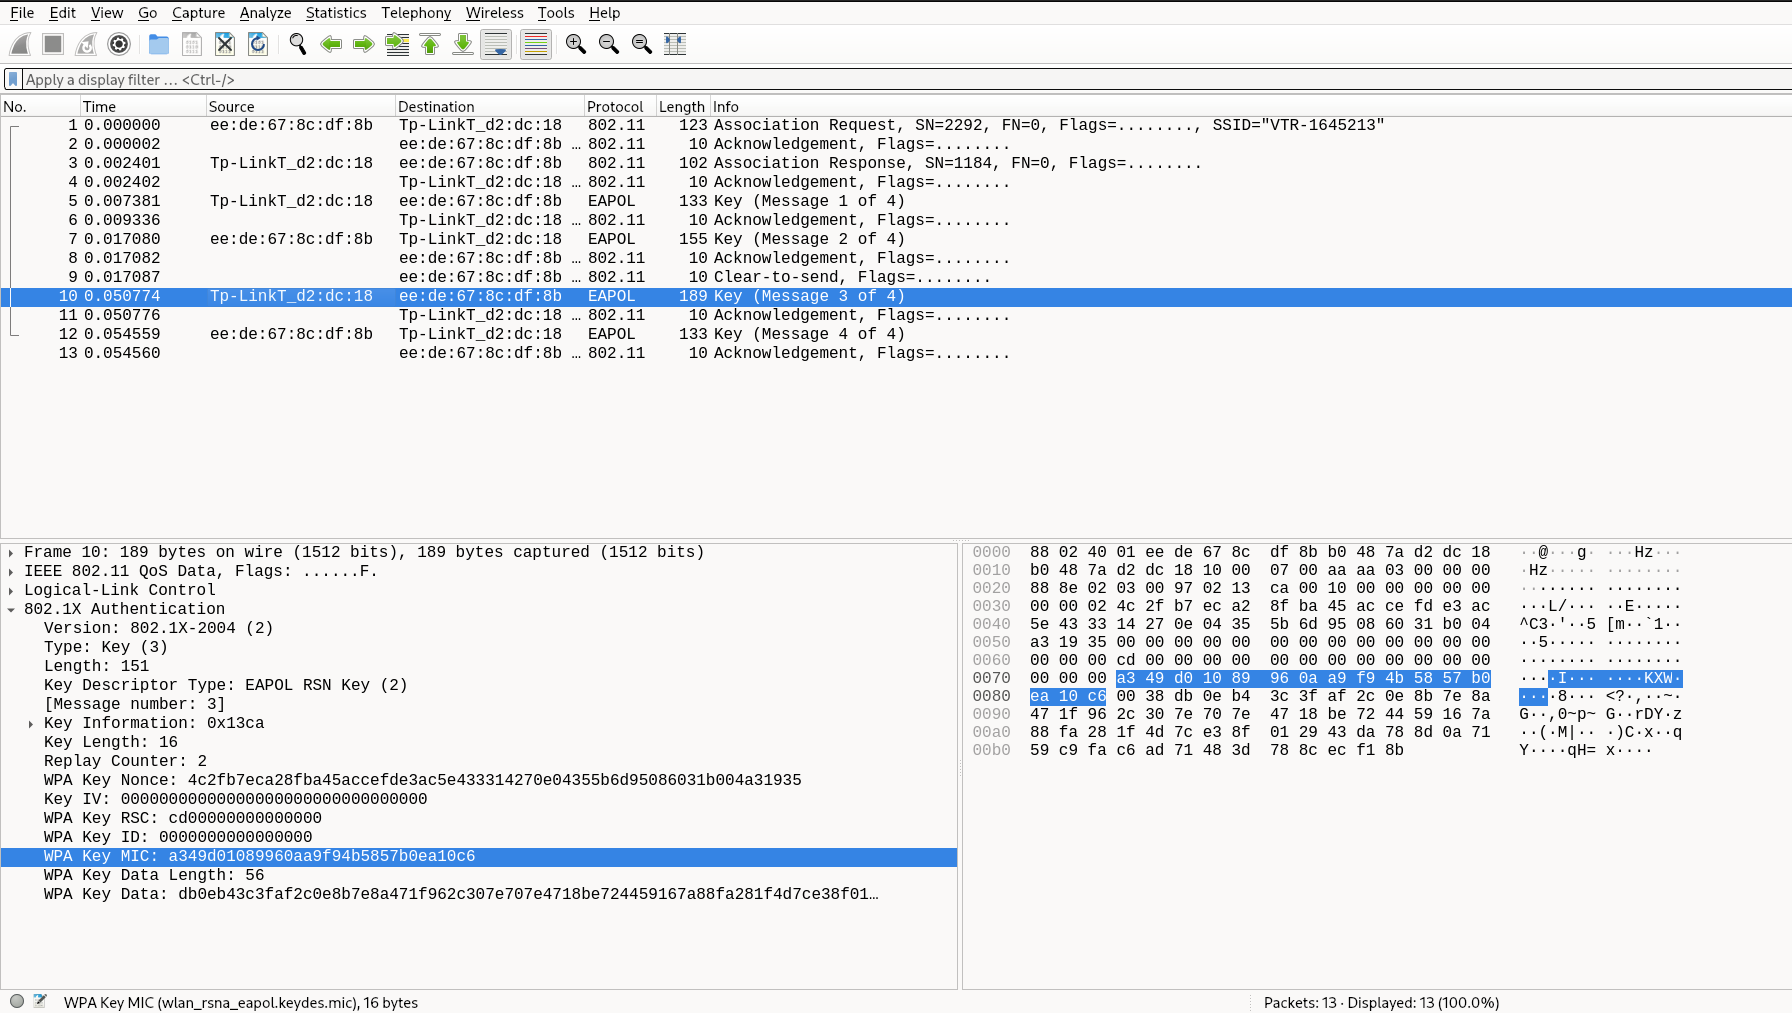 File Edit View Go Capture Analyze Statistics Telephony Wireless Tools Help
Apply a display filter … <Ctrl-/>
No. Time Source Destination Protocol Length Info
1 0.000000 ee:de:67:8c:df:8b Tp-LinkT_d2:dc:18 802.11 123 Association Request, SN=2292, FN=0, Flags=........, SSID="VTR-1645213"
2 0.000002 ee:de:67:8c:df:8b … 802.11 10 Acknowledgement, Flags=........
3 0.002401 Tp-LinkT_d2:dc:18 ee:de:67:8c:df:8b 802.11 102 Association Response, SN=1184, FN=0, Flags=........
4 0.002402 Tp-LinkT_d2:dc:18 … 802.11 10 Acknowledgement, Flags=........
5 0.007381 Tp-LinkT_d2:dc:18 ee:de:67:8c:df:8b EAPOL 133 Key (Message 1 of 4)
6 0.009336 Tp-LinkT_d2:dc:18 … 802.11 10 Acknowledgement, Flags=........
7 0.017080 ee:de:67:8c:df:8b Tp-LinkT_d2:dc:18 EAPOL 155 Key (Message 2 of 4)
8 0.017082 ee:de:67:8c:df:8b … 802.11 10 Acknowledgement, Flags=........
9 0.017087 ee:de:67:8c:df:8b … 802.11 10 Clear-to-send, Flags=........
10 0.050774 Tp-LinkT_d2:dc:18 ee:de:67:8c:df:8b EAPOL 189 Key (Message 3 of 4)
11 0.050776 Tp-LinkT_d2:dc:18 … 802.11 10 Acknowledgement, Flags=........
12 0.054559 ee:de:67:8c:df:8b Tp-LinkT_d2:dc:18 EAPOL 133 Key (Message 4 of 4)
13 0.054560 ee:de:67:8c:df:8b … 802.11 10 Acknowledgement, Flags=........
Frame 10: 189 bytes on wire (1512 bits), 189 bytes captured (1512 bits)
IEEE 802.11 QoS Data, Flags: ......F.
Logical-Link Control
802.1X Authentication
Version: 802.1X-2004 (2)
Type: Key (3)
Length: 151
Key Descriptor Type: EAPOL RSN Key (2)
[Message number: 3]
Key Information: 0x13ca
Key Length: 16
Replay Counter: 2
WPA Key Nonce: 4c2fb7eca28fba45accefde3ac5e433314270e04355b6d95086031b004a31935
Key IV: 00000000000000000000000000000000
WPA Key RSC: cd00000000000000
WPA Key ID: 0000000000000000
WPA Key MIC: a349d01089960aa9f94b5857b0ea10c6
WPA Key Data Length: 56
WPA Key Data: db0eb43c3faf2c0e8b7e8a471f962c307e707e4718be724459167a88fa281f4d7ce38f01…
0000 88 02 40 01 ee de 67 8c df 8b b0 48 7a d2 dc 18 ··@···g· ···Hz···
0010 b0 48 7a d2 dc 18 10 00 07 00 aa aa 03 00 00 00 ·Hz····· ········
0020 88 8e 02 03 00 97 02 13 ca 00 10 00 00 00 00 00 ········ ········
0030 00 00 02 4c 2f b7 ec a2 8f ba 45 ac ce fd e3 ac ···L/··· ··E·····
0040 5e 43 33 14 27 0e 04 35 5b 6d 95 08 60 31 b0 04 ^C3·'··5 [m··`1··
0050 a3 19 35 00 00 00 00 00 00 00 00 00 00 00 00 00 ··5····· ········
0060 00 00 00 cd 00 00 00 00 00 00 00 00 00 00 00 00 ········ ········
0070 00 00 00 a3 49 d0 10 89 96 0a a9 f9 4b 58 57 b0 ····I··· ····KXW·
0080 ea 10 c6 00 38 db 0e b4 3c 3f af 2c 0e 8b 7e 8a ····8··· <?·,··~·
0090 47 1f 96 2c 30 7e 70 7e 47 18 be 72 44 59 16 7a G··,0~p~ G··rDY·z
00a0 88 fa 28 1f 4d 7c e3 8f 01 29 43 da 78 8d 0a 71 ··(·M|·· ·)C·x··q
00b0 59 c9 fa c6 ad 71 48 3d 78 8c ec f1 8b Y····qH= x····
WPA Key MIC (wlan_rsna_eapol.keydes.mic), 16 bytes
Packets: 13 · Displayed: 13 (100.0%)